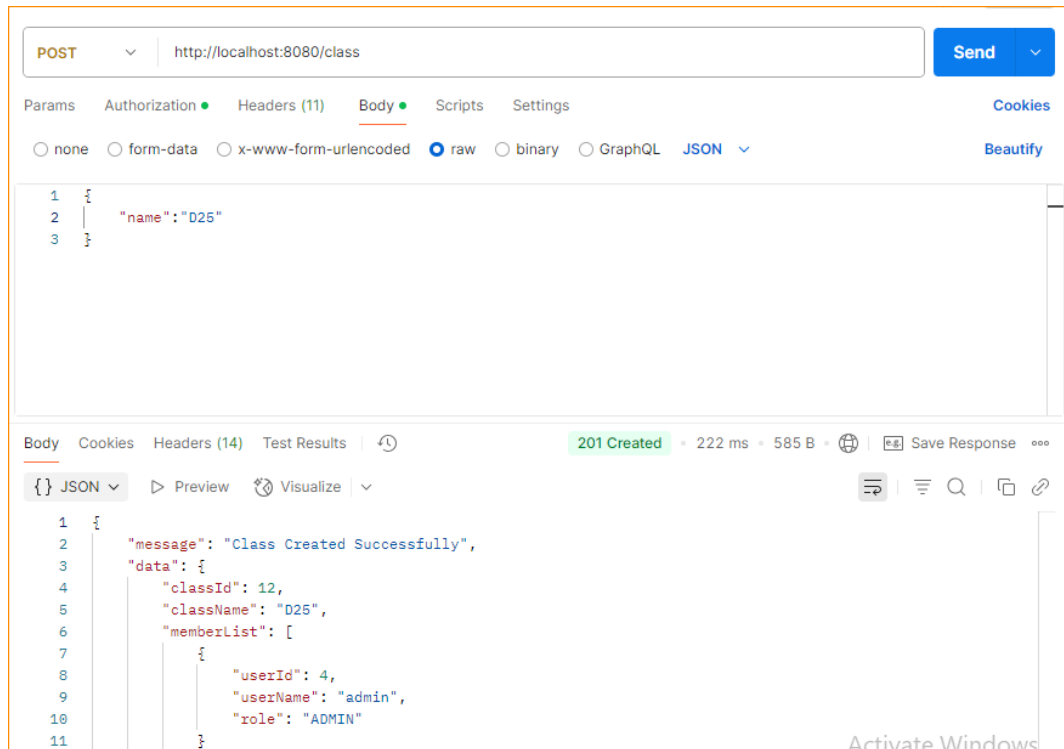 POST http://localhost:8080/class Send
Params Authorization Headers (11) Body Scripts Settings Cookies
none form-data x-www-form-urlencoded raw binary GraphQL JSON Beautify
1 {
2 "name":"D25"
3 }
Body Cookies Headers (14) Test Results 201 Created 222 ms 585 B e.g. Save Response
{} JSON Preview Visualize
1 {
2 "message": "Class Created Successfully",
3 "data": {
4 "classId": 12,
5 "className": "D25",
6 "memberList": [
7 {
8 "userId": 4,
9 "userName": "admin",
10 "role": "ADMIN"
11 }
Activate Windows